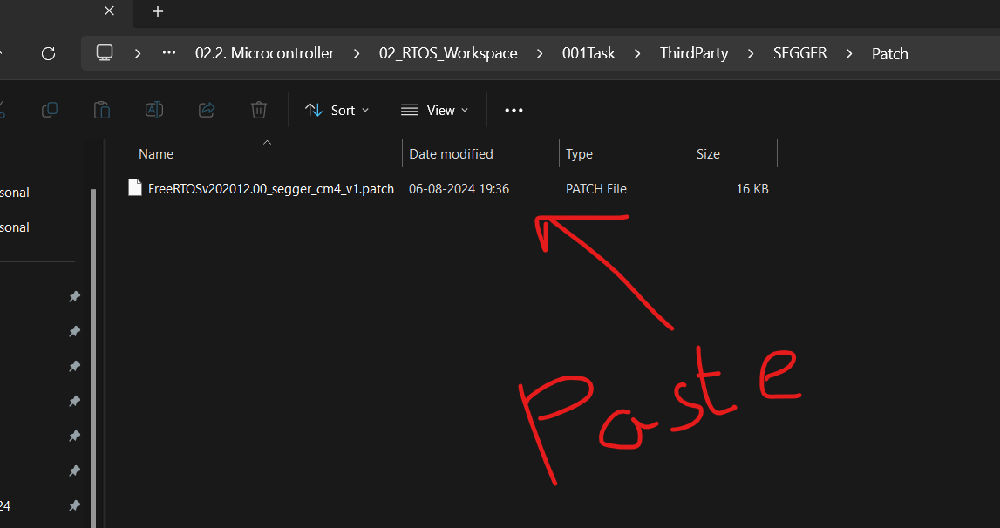 02.2. Microcontroller > 02_RTOS_Workspace > 001Task > ThirdParty > SEGGER > Patch
Sort View
Name Date modified Type Size
FreeRTOSv202012.00_segger_cm4_v1.patch 06-08-2024 19:36 PATCH File 16 KB
sonal
sonal
Paste
24